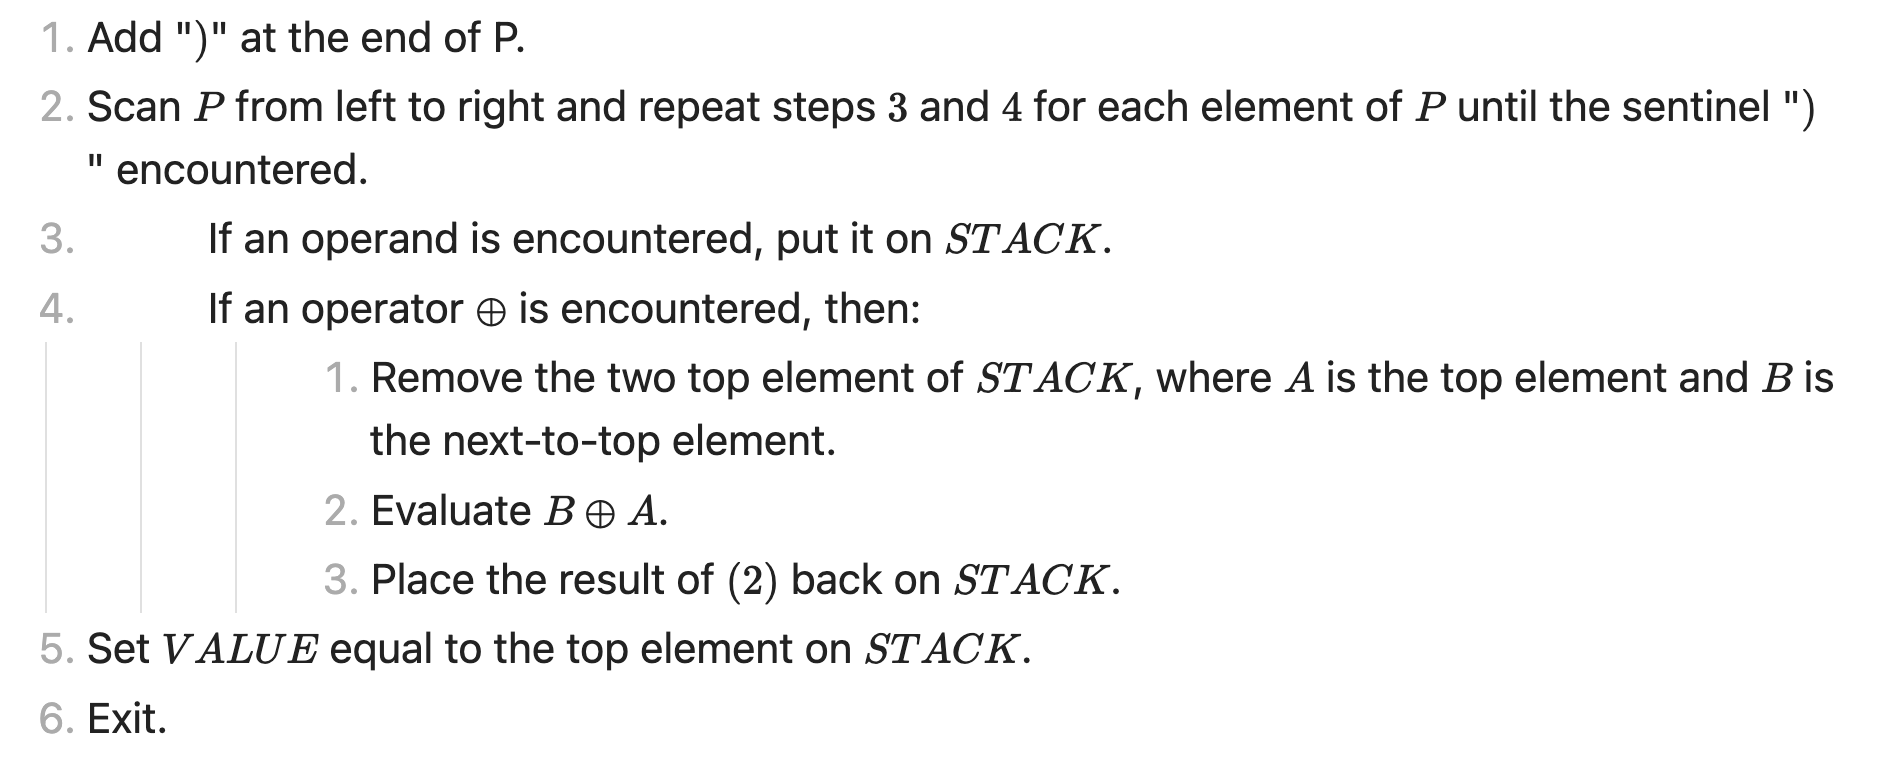 1. Add ")" at the end of P.
2. Scan P from left to right and repeat steps 3 and 4 for each element of P until the sentinel ")
" encountered.
3. If an operand is encountered, put it on STACK.
4. If an operator ⊕ is encountered, then:
1. Remove the two top element of STACK, where A is the top element and B is
the next-to-top element.
2. Evaluate B ⊕ A.
3. Place the result of (2) back on STACK.
5. Set VALUE equal to the top element on STACK.
6. Exit.